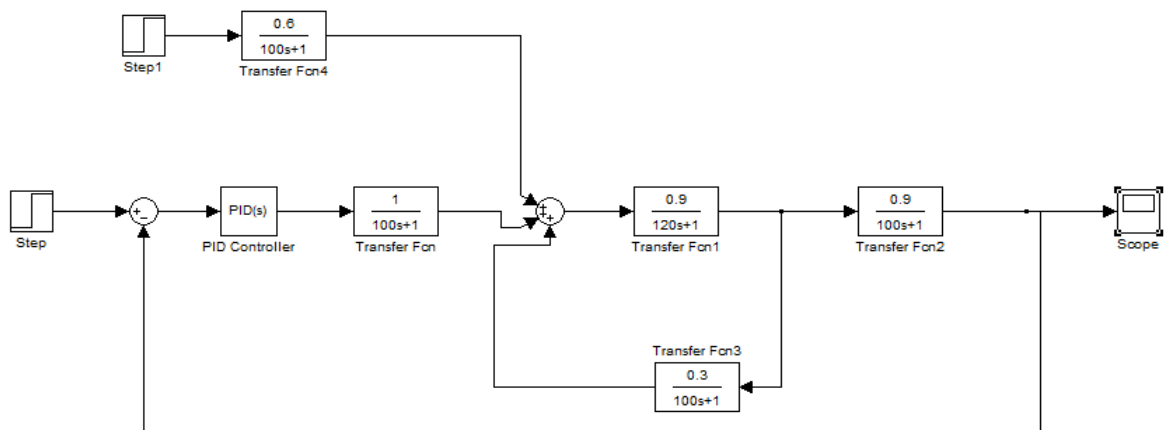 0.6
100s+1
Step1
Transfer Fcn4
+
−
PID(s)
1
100s+1
+
+
+
0.9
120s+1
0.9
100s+1
Step
PID Controller
Transfer Fcn
Transfer Fcn1
Transfer Fcn2
Scope
Transfer Fcn3
0.3
100s+1